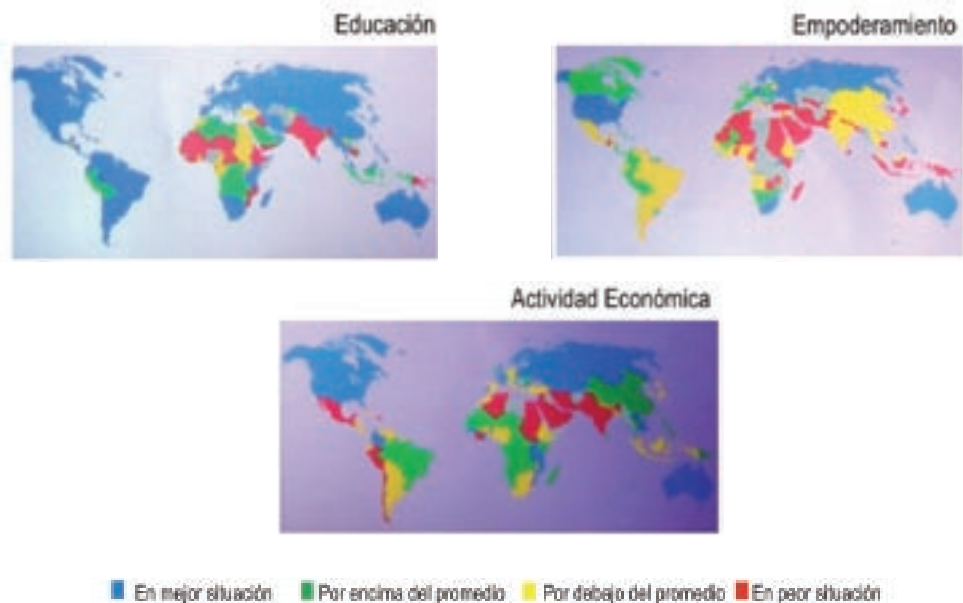 Educación
Empoderamiento
Actividad Económica
En mejor situación
Por encima del promedio
Por debajo del promedio
En peor situación